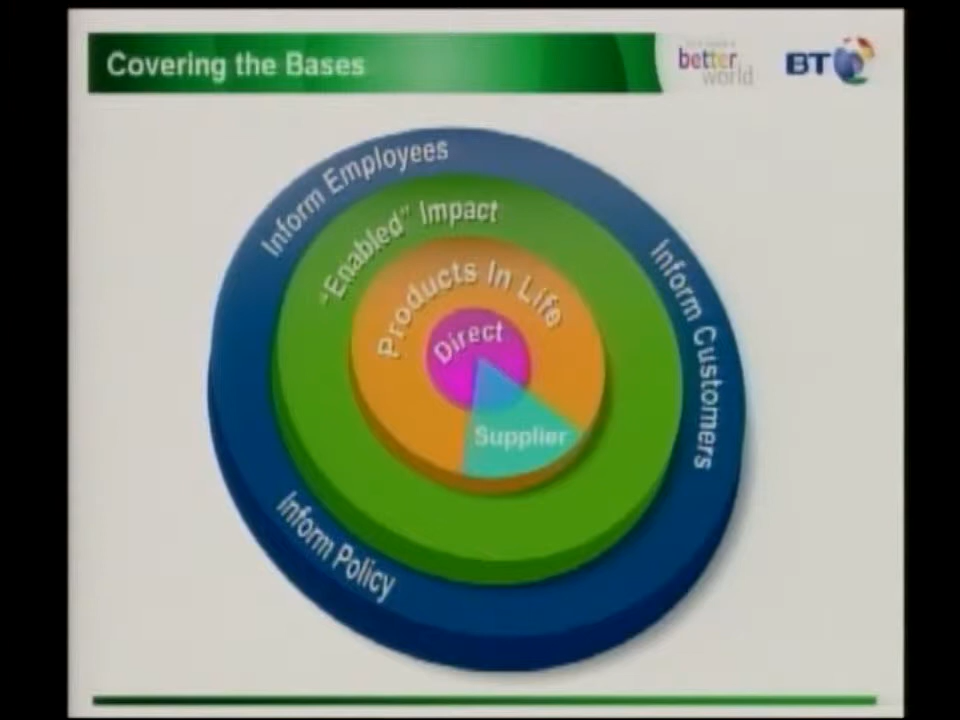 Covering the Bases
better
world
BT
Inform Employees
"Enabled" Impact
Products In Life
Direct
Supplier
Inform Customers
Inform Policy